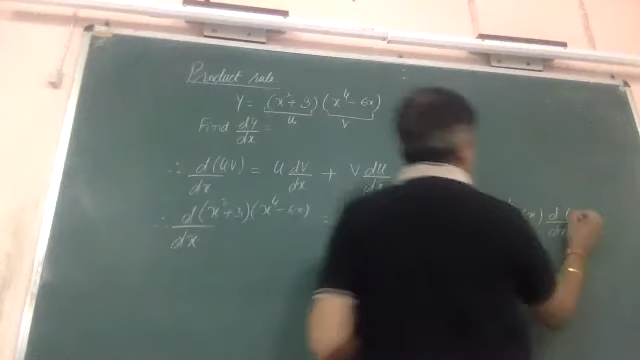 Product rule
Y = (x² + 3) (x⁴ - 6x)
u v
Find dy/dx =
∴ d(uv)/dx = u dv/dx + v du/dx
∴ d(x²+3)(x⁴-6x)/dx = x) d